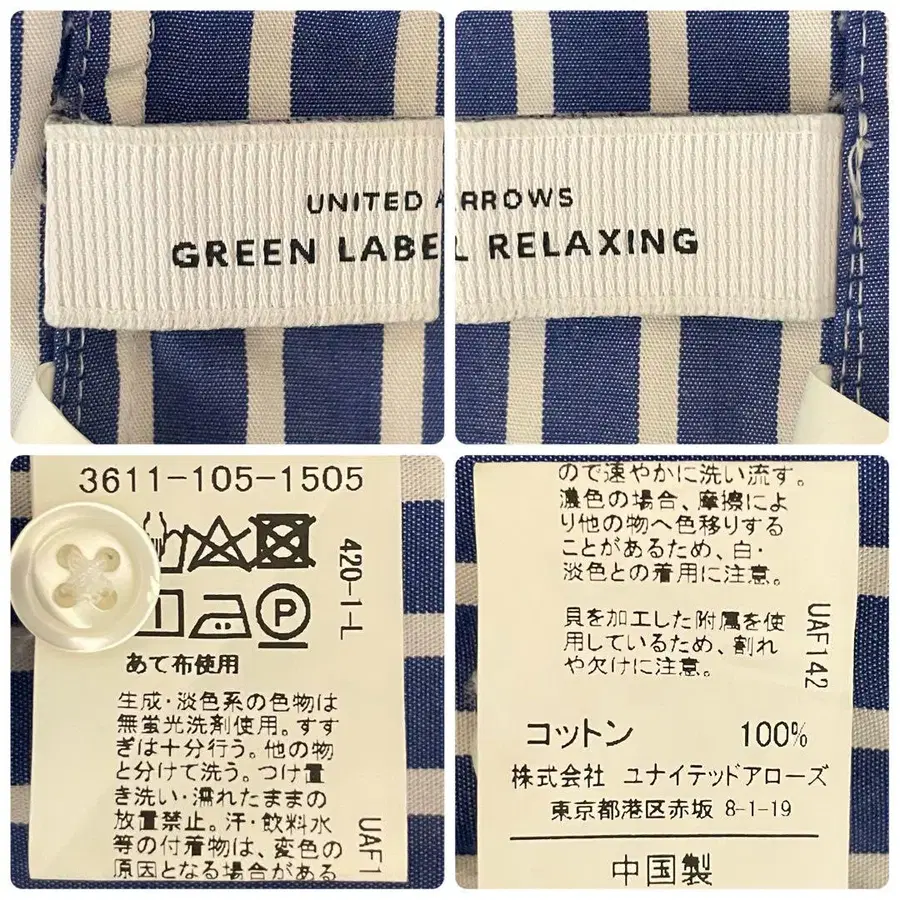 UNITED ARROWS
GREEN LABEL RELAXING
3611-105-1505
420-1-L
P
あて布使用
生成・淡色系の色物は
無蛍光洗剤使用。すす
ぎは十分行う。他の物
と分けて洗う。つけ置
き洗い・濡れたままの
放置禁止。汗・飲料水
等の付着物は、変色の
原因となる場合がある
UAF1
ので速やかに洗い流す。
濃色の場合、摩擦によ
り他の物へ色移りする
ことがあるため、白・
淡色との着用に注意。
貝を加工した附属を使
用しているため、割れ
や欠けに注意。
UAF142
コットン 100%
株式会社 ユナイテッドアローズ
東京都港区赤坂 8-1-19
中国製